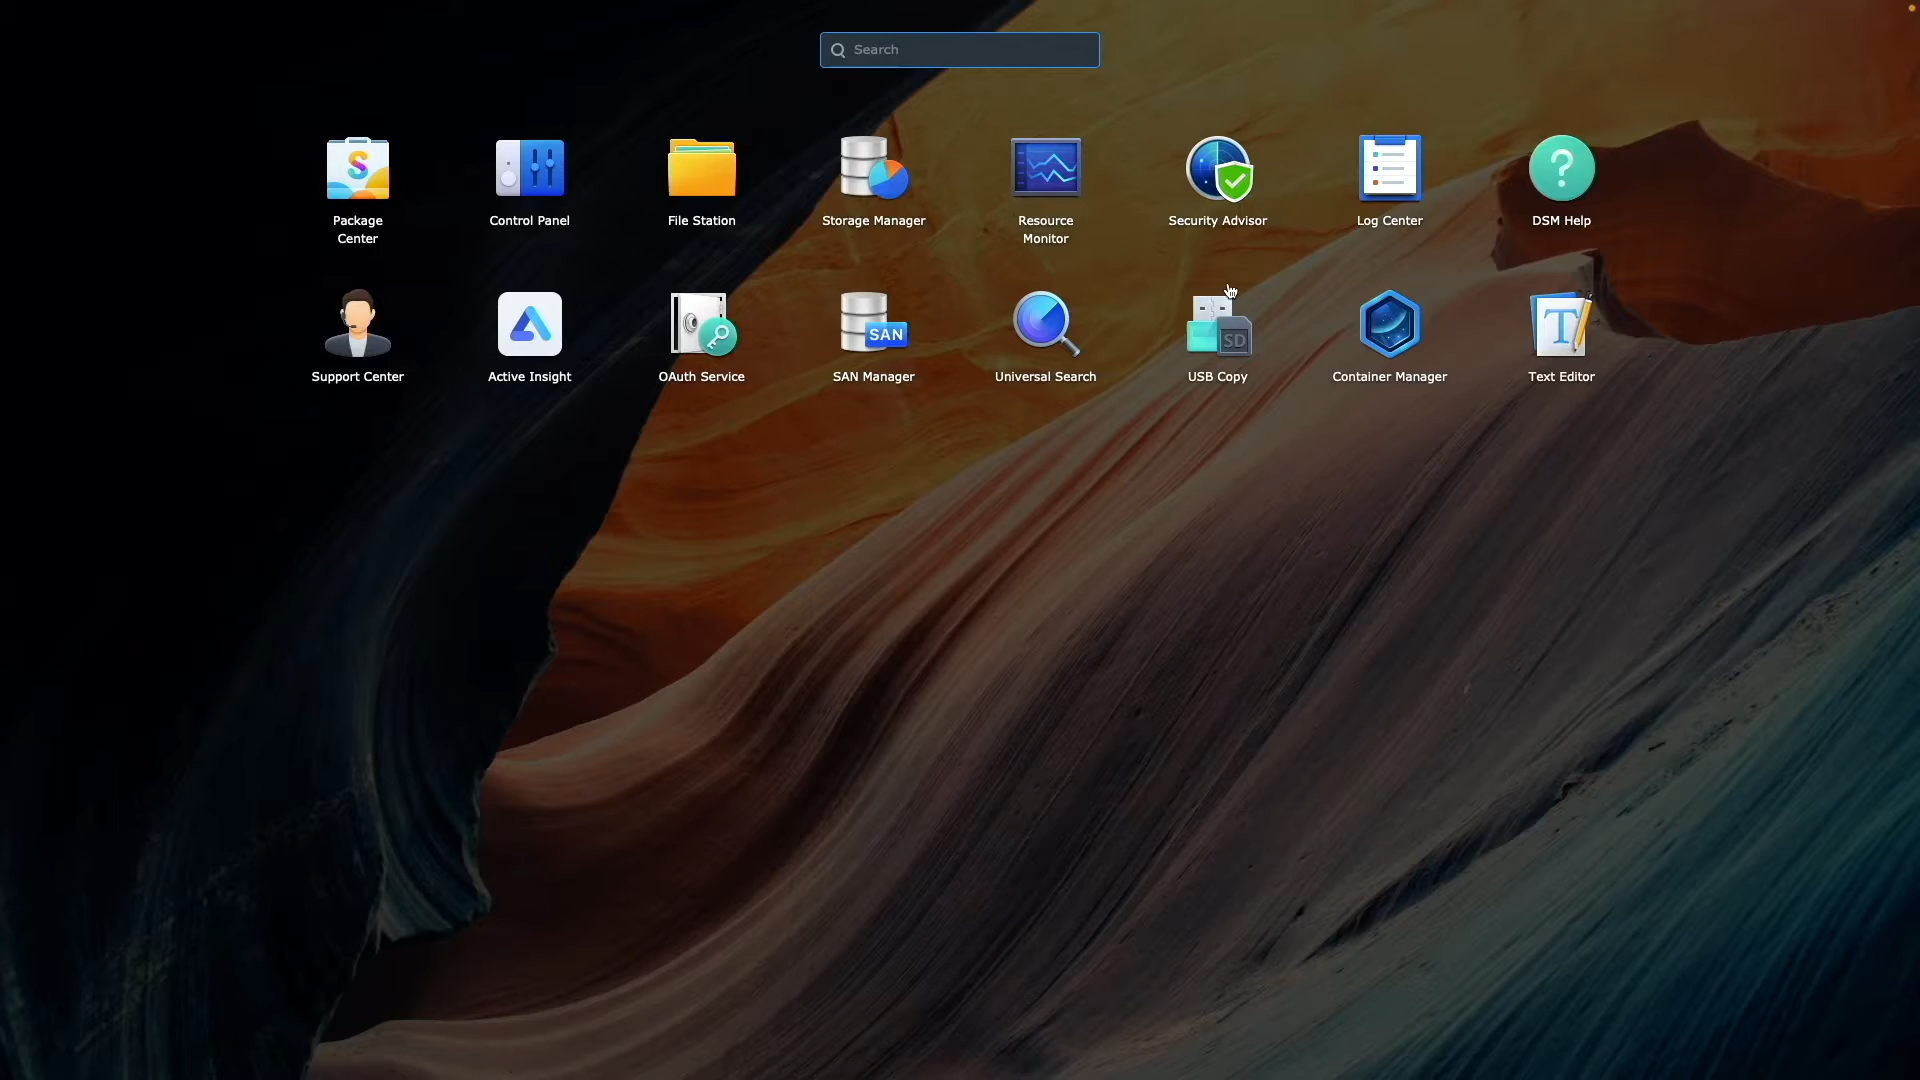 Search
Package
Center
Control Panel
File Station
Storage Manager
Resource
Monitor
Security Advisor
Log Center
DSM Help
Support Center
Active Insight
OAuth Service
SAN
SAN Manager
Universal Search
SD
USB Copy
Container Manager
T
Text Editor